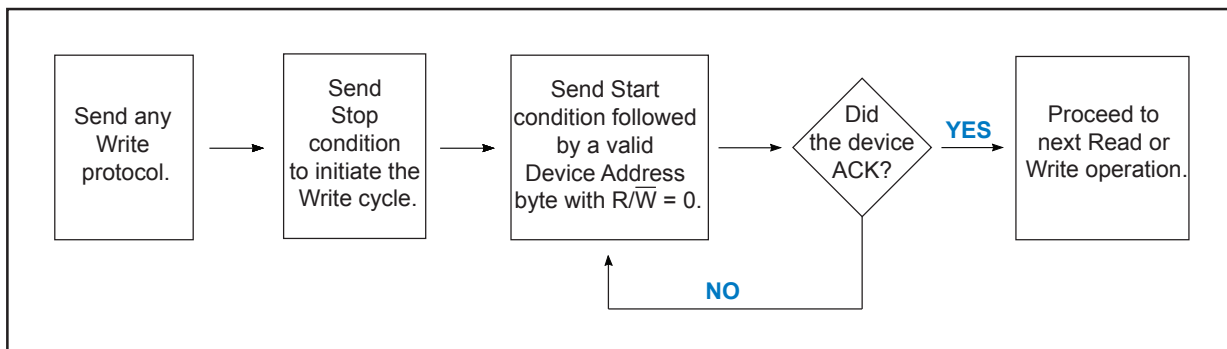 Send any
Write
protocol.
Send
Stop
condition
to initiate the
Write cycle.
Send Start
condition followed
by a valid
Device Address
byte with R/W̅ = 0.
Did
the device
ACK?
YES
NO
Proceed to
next Read or
Write operation.